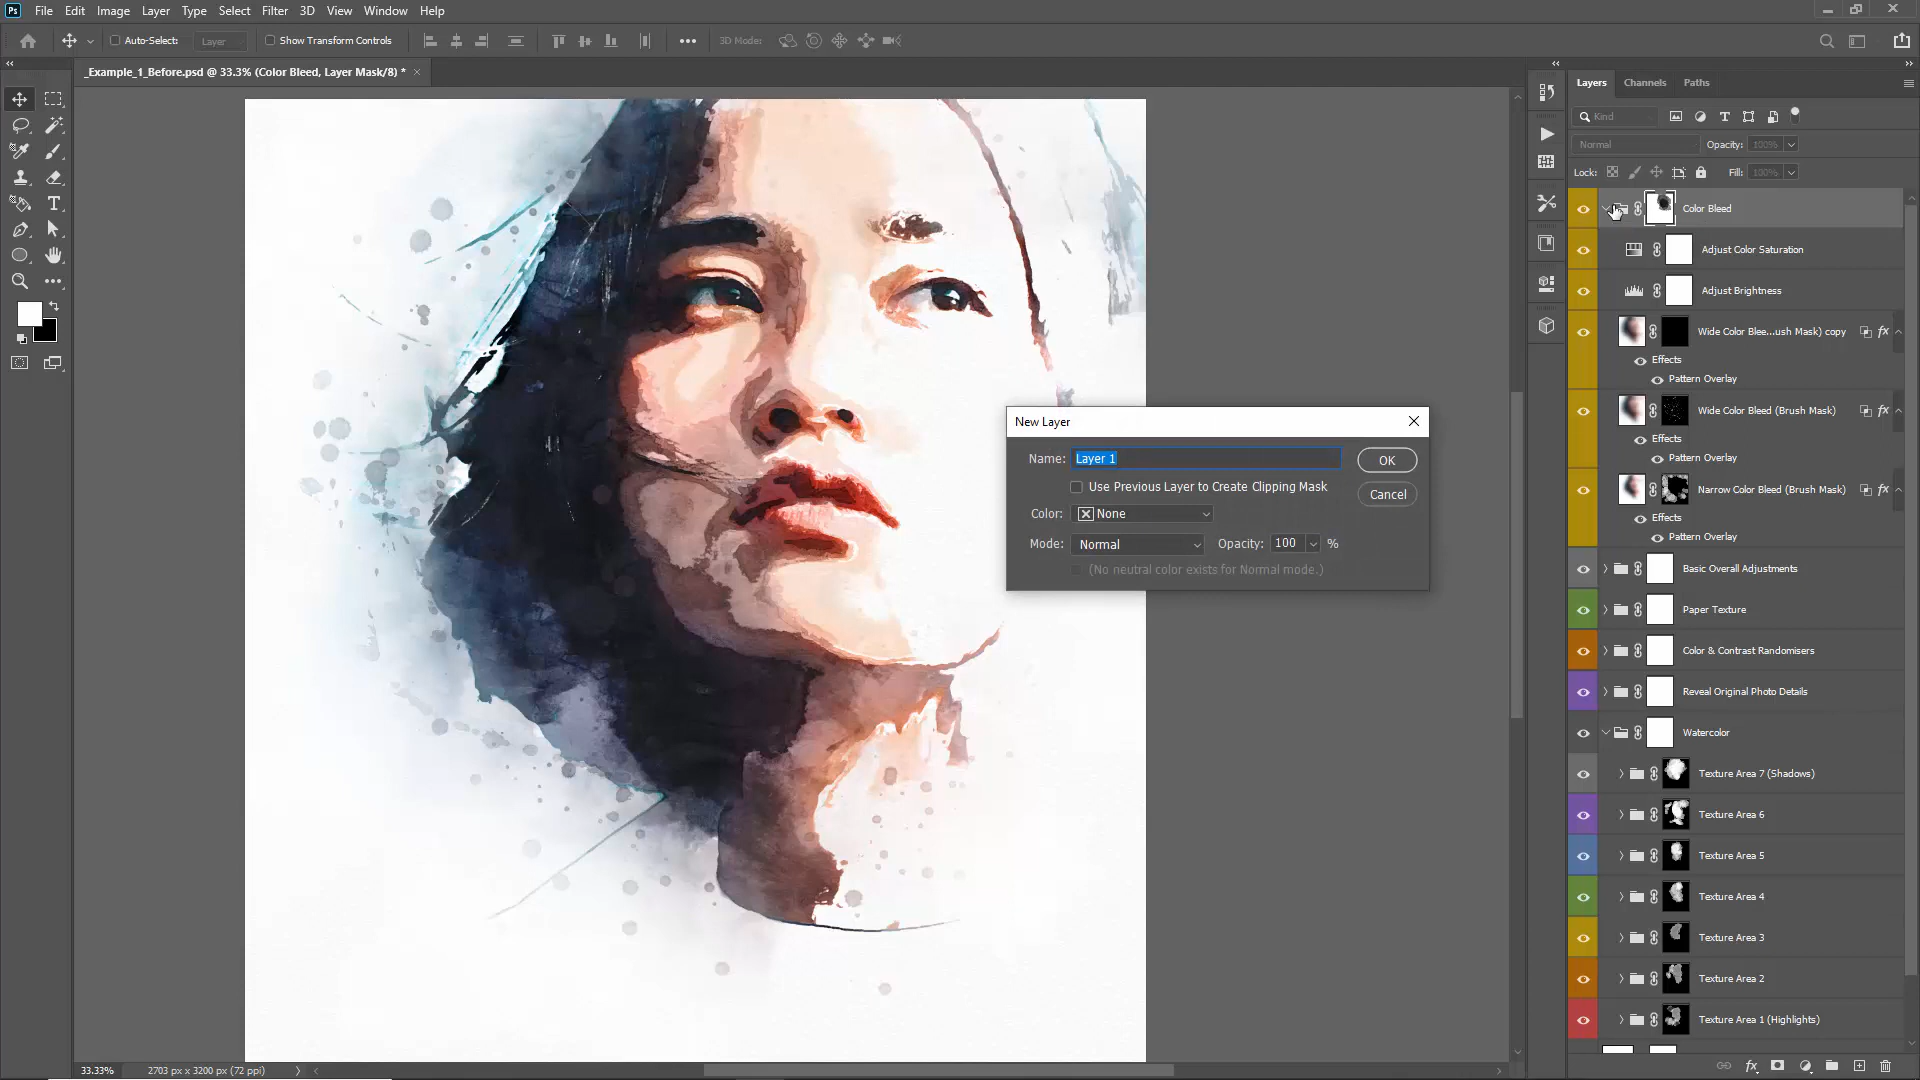 Ps File Edit Image Layer Type Select Filter 3D View Window Help
Auto-Select: Layer Show Transform Controls 3D Mode:
_Example_1_Before.psd @ 33.3% (Color Bleed, Layer Mask/8) *
Layers Channels Paths
Kind
Normal Opacity: 100%
Lock: Fill: 100%
Color Bleed
Adjust Color Saturation
Adjust Brightness
Wide Color Blee...ush Mask) copy fx
Effects
Pattern Overlay
Wide Color Bleed (Brush Mask) fx
Effects
Pattern Overlay
Narrow Color Bleed (Brush Mask) fx
Effects
Pattern Overlay
Basic Overall Adjustments
Paper Texture
Color & Contrast Randomisers
Reveal Original Photo Details
Watercolor
Texture Area 7 (Shadows)
Texture Area 6
Texture Area 5
Texture Area 4
Texture Area 3
Texture Area 2
Texture Area 1 (Highlights)
New Layer
Name: Layer 1 OK
Use Previous Layer to Create Clipping Mask Cancel
Color: None
Mode: Normal Opacity: 100 %
(No neutral color exists for Normal mode.)
33.33% 2703 px x 3200 px (72 ppi)
fx